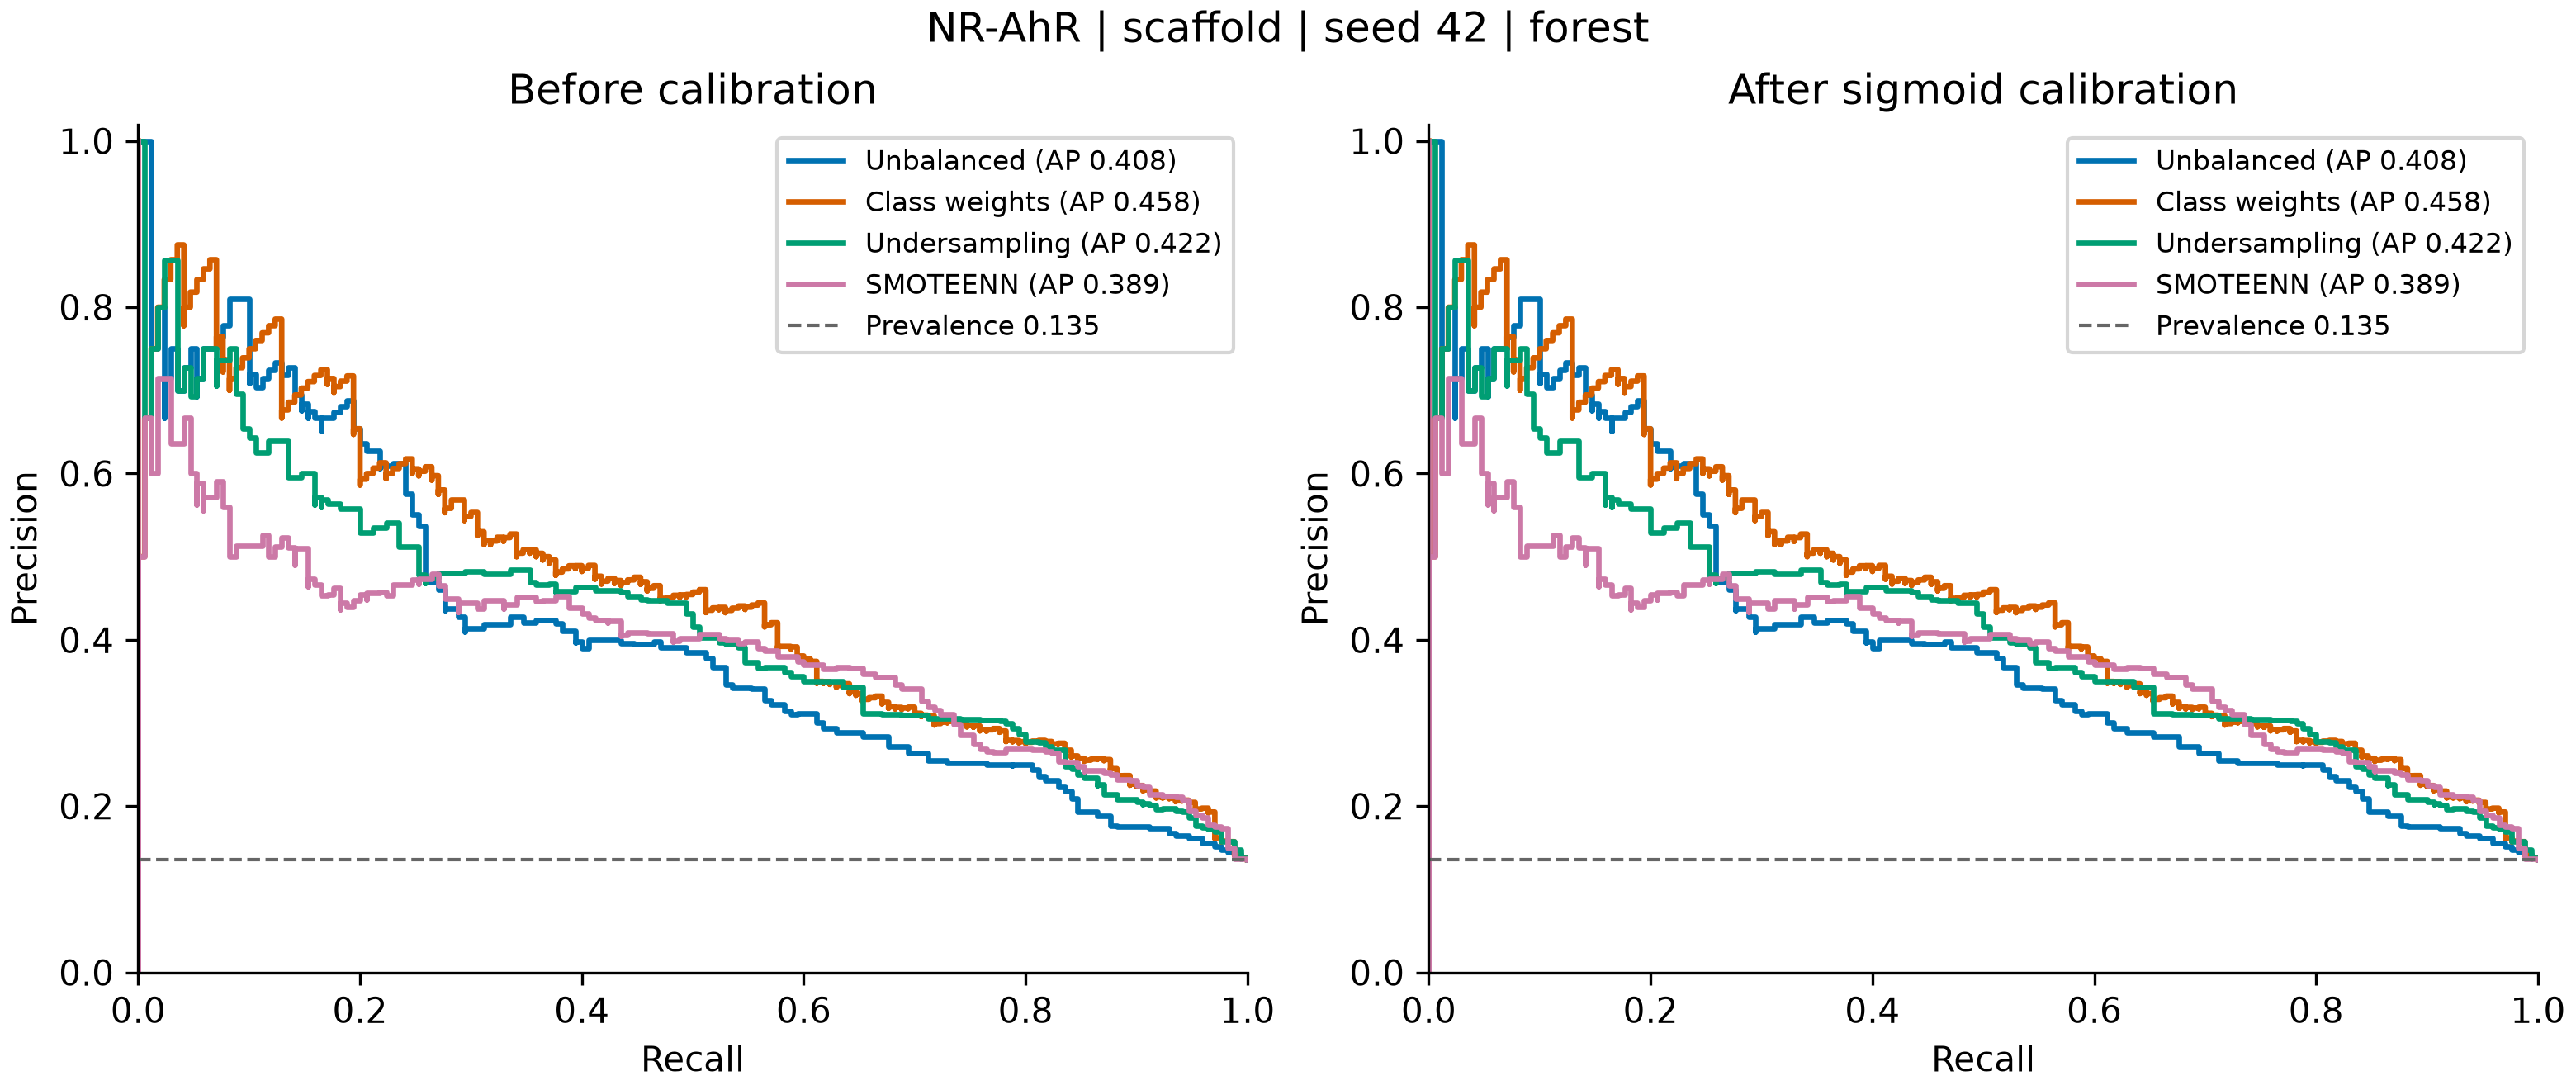 NR-AhR | scaffold | seed 42 | forest
Before calibration
1.0
0.8
0.6
0.4
0.2
0.0
Precision
Unbalanced (AP 0.408)
Class weights (AP 0.458)
Undersampling (AP 0.422)
SMOTEENN (AP 0.389)
Prevalence 0.135
0.0 0.2 0.4 0.6 0.8 1.0
Recall
After sigmoid calibration
1.0
0.8
0.6
0.4
0.2
0.0
Precision
Unbalanced (AP 0.408)
Class weights (AP 0.458)
Undersampling (AP 0.422)
SMOTEENN (AP 0.389)
Prevalence 0.135
0.0 0.2 0.4 0.6 0.8 1.0
Recall